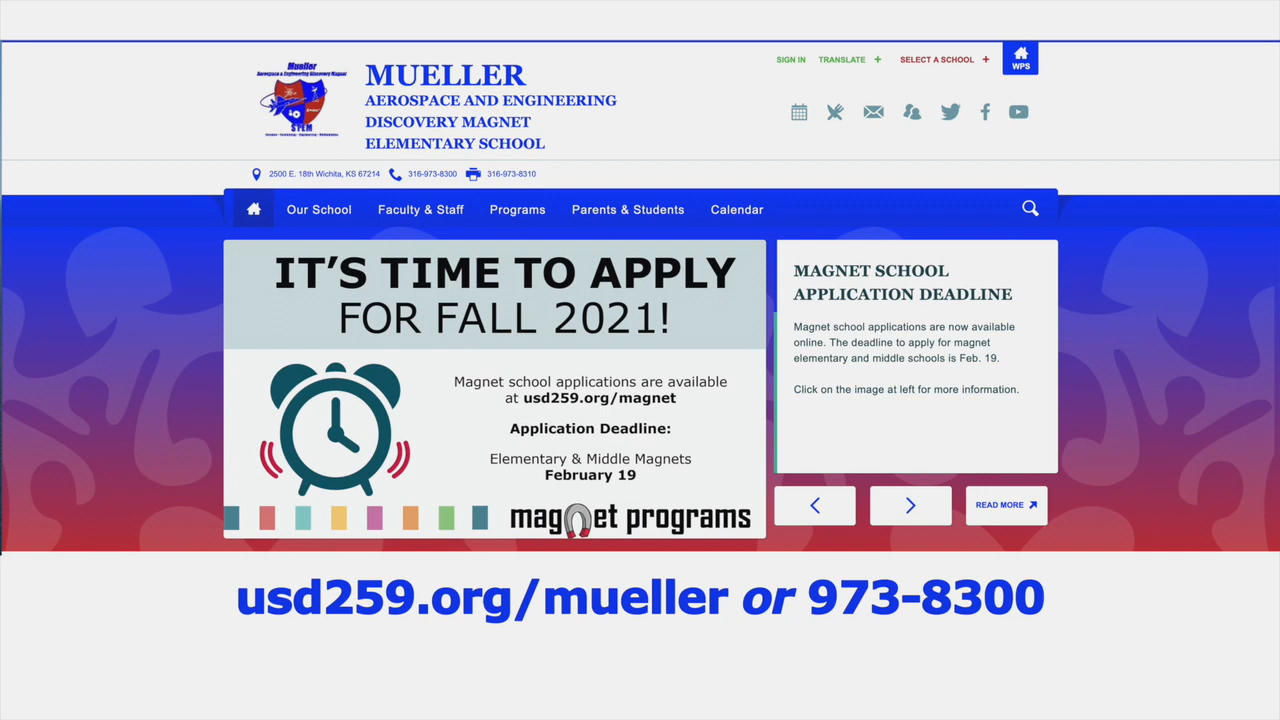 Mueller
Aerospace & Engineering Discovery Magnet
STEM
MUELLER
AEROSPACE AND ENGINEERING
DISCOVERY MAGNET
ELEMENTARY SCHOOL
SIGN IN TRANSLATE + SELECT A SCHOOL +
WPS
2500 E. 18th Wichita, KS 67214 316-973-8300 316-973-8310
Our School Faculty & Staff Programs Parents & Students Calendar
IT'S TIME TO APPLY
FOR FALL 2021!
Magnet school applications are available
at usd259.org/magnet
Application Deadline:
Elementary & Middle Magnets
February 19
magnet programs
MAGNET SCHOOL
APPLICATION DEADLINE
Magnet school applications are now available
online. The deadline to apply for magnet
elementary and middle schools is Feb. 19.
Click on the image at left for more information.
READ MORE
usd259.org/mueller or 973-8300